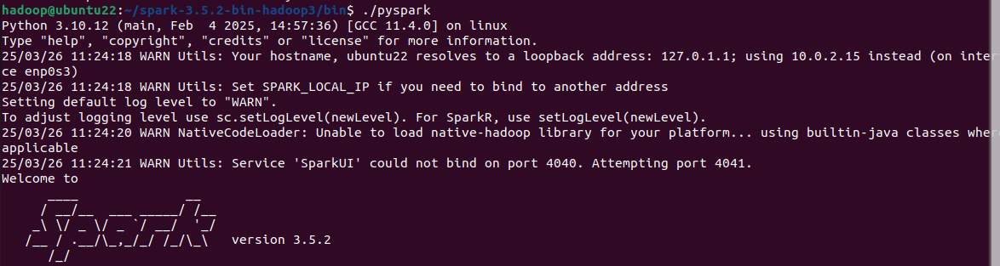 hadoop@ubuntu22:~/spark-3.5.2-bin-hadoop3/bin$ ./pyspark
Python 3.10.12 (main, Feb  4 2025, 14:57:36) [GCC 11.4.0] on linux
Type "help", "copyright", "credits" or "license" for more information.
25/03/26 11:24:18 WARN Utils: Your hostname, ubuntu22 resolves to a loopback address: 127.0.1.1; using 10.0.2.15 instead (on inter
ce enp0s3)
25/03/26 11:24:18 WARN Utils: Set SPARK_LOCAL_IP if you need to bind to another address
Setting default log level to "WARN".
To adjust logging level use sc.setLogLevel(newLevel). For SparkR, use setLogLevel(newLevel).
25/03/26 11:24:20 WARN NativeCodeLoader: Unable to load native-hadoop library for your platform... using builtin-java classes where
applicable
25/03/26 11:24:21 WARN Utils: Service 'SparkUI' could not bind on port 4040. Attempting port 4041.
Welcome to
      ____              __
     / __/__  ___ _____/ /__
    _\ \/ _ \/ _ `/ __/  '_/
   /__ / .__/\_,_/_/ /_/\_\   version 3.5.2
      /_/